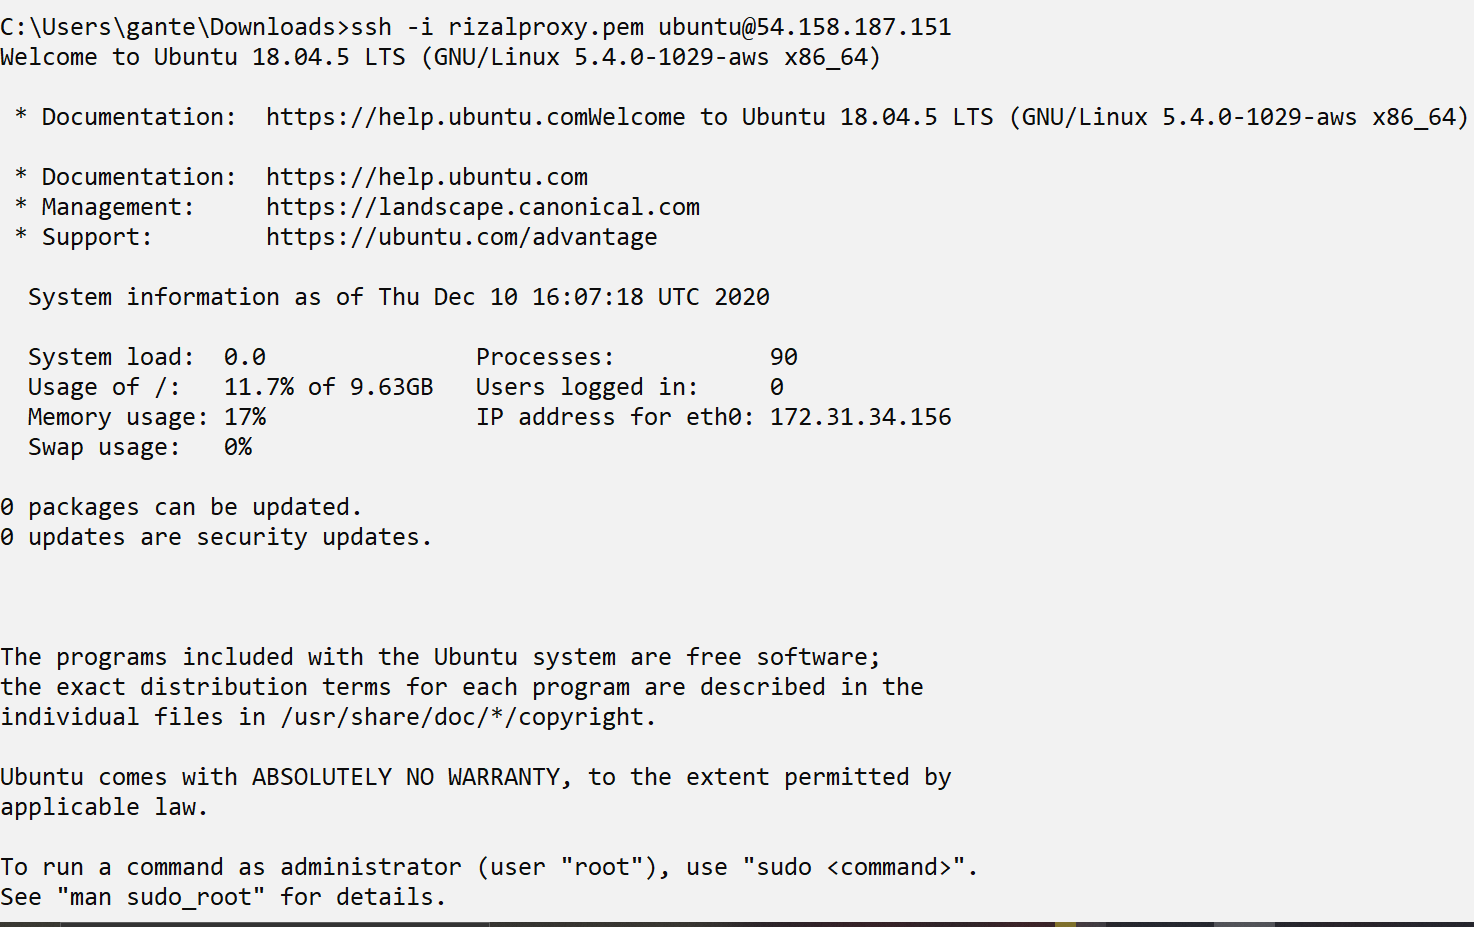 C:\Users\gante\Downloads>ssh -i rizalproxy.pem ubuntu@54.158.187.151
Welcome to Ubuntu 18.04.5 LTS (GNU/Linux 5.4.0-1029-aws x86_64)
* Documentation:  https://help.ubuntu.comWelcome to Ubuntu 18.04.5 LTS (GNU/Linux 5.4.0-1029-aws x86_64)
* Documentation:  https://help.ubuntu.com
* Management:     https://landscape.canonical.com
* Support:        https://ubuntu.com/advantage
System information as of Thu Dec 10 16:07:18 UTC 2020
System load:  0.0               Processes:           90
Usage of /:   11.7% of 9.63GB   Users logged in:     0
Memory usage: 17%               IP address for eth0: 172.31.34.156
Swap usage:   0%
0 packages can be updated.
0 updates are security updates.
The programs included with the Ubuntu system are free software;
the exact distribution terms for each program are described in the
individual files in /usr/share/doc/*/copyright.
Ubuntu comes with ABSOLUTELY NO WARRANTY, to the extent permitted by
applicable law.
To run a command as administrator (user "root"), use "sudo <command>".
See "man sudo_root" for details.